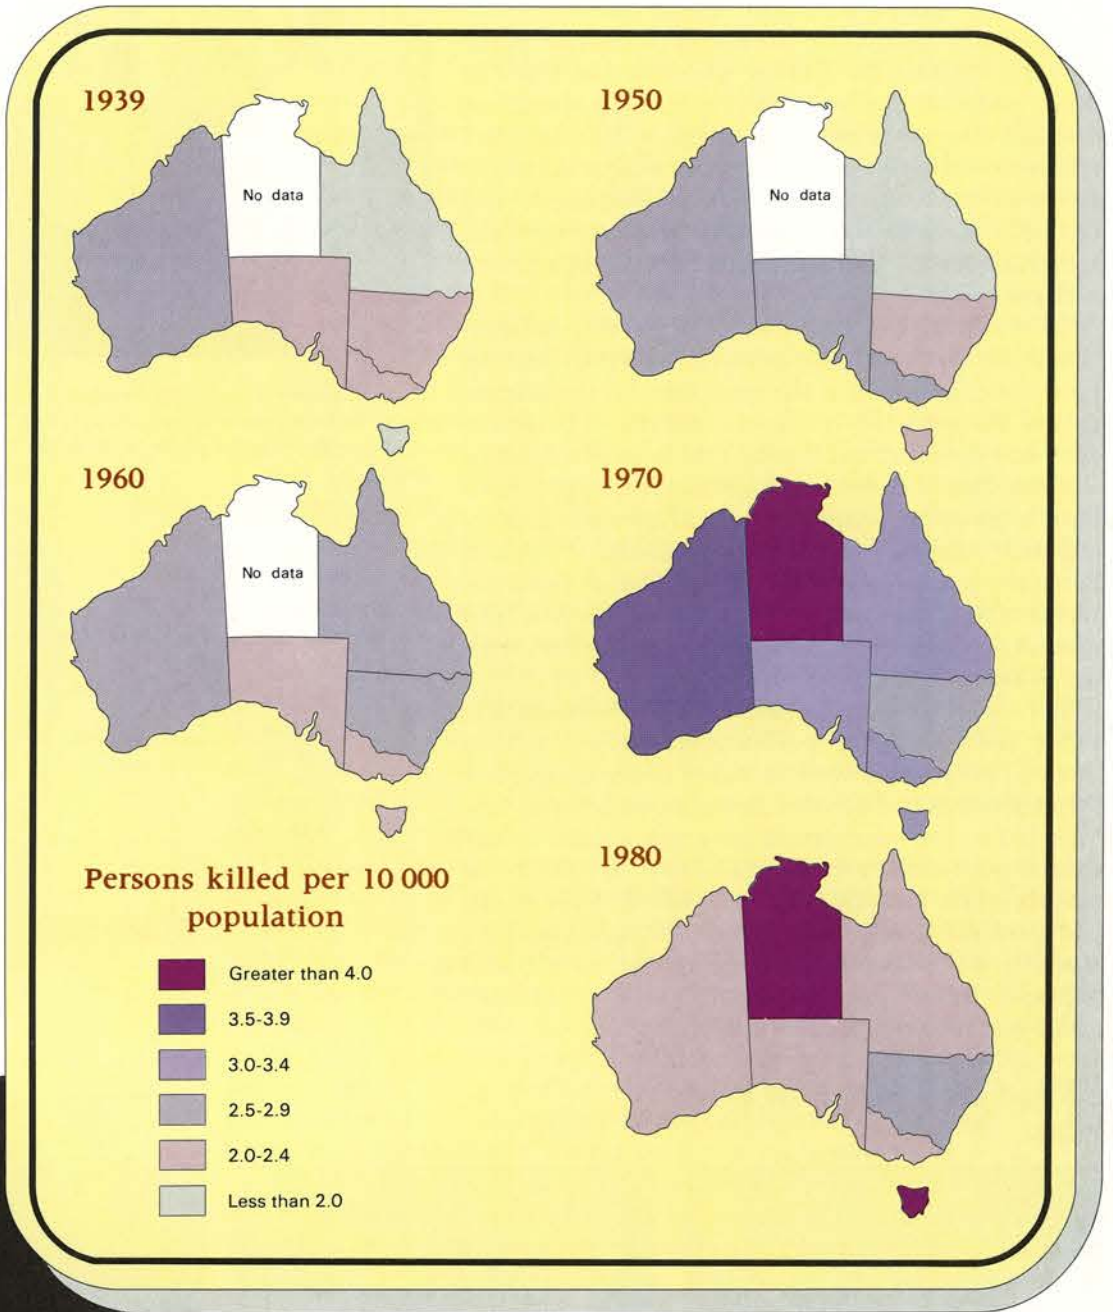 1939
1950
No data
No data
1960
1970
No data
1980
Persons killed per 10 000
population
Greater than 4.0
3.5-3.9
3.0-3.4
2.5-2.9
2.0-2.4
Less than 2.0